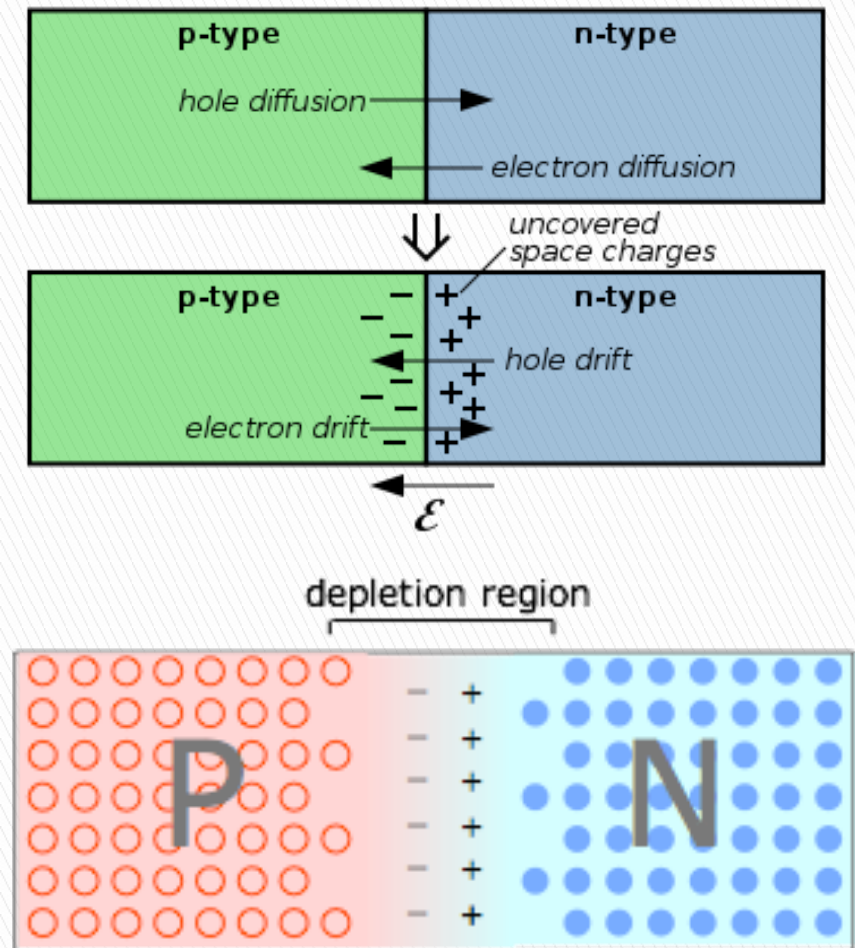 p-type n-type
hole diffusion
electron diffusion
uncovered
space charges
p-type n-type
− +
− +
− +
hole drift
− +
− +
− +
electron drift
− +
ℰ
depletion region
− +
− +
− +
− +
− +
− +
P N